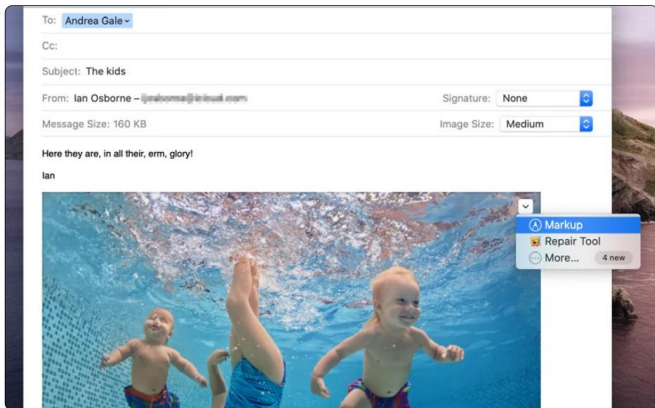 To: Andrea Gale
Cc:
Subject: The kids
From: Ian Osborne –
Signature: None
Message Size: 160 KB
Image Size: Medium
Here they are, in all their, erm, glory!
Ian
Markup
Repair Tool
More... 4 new